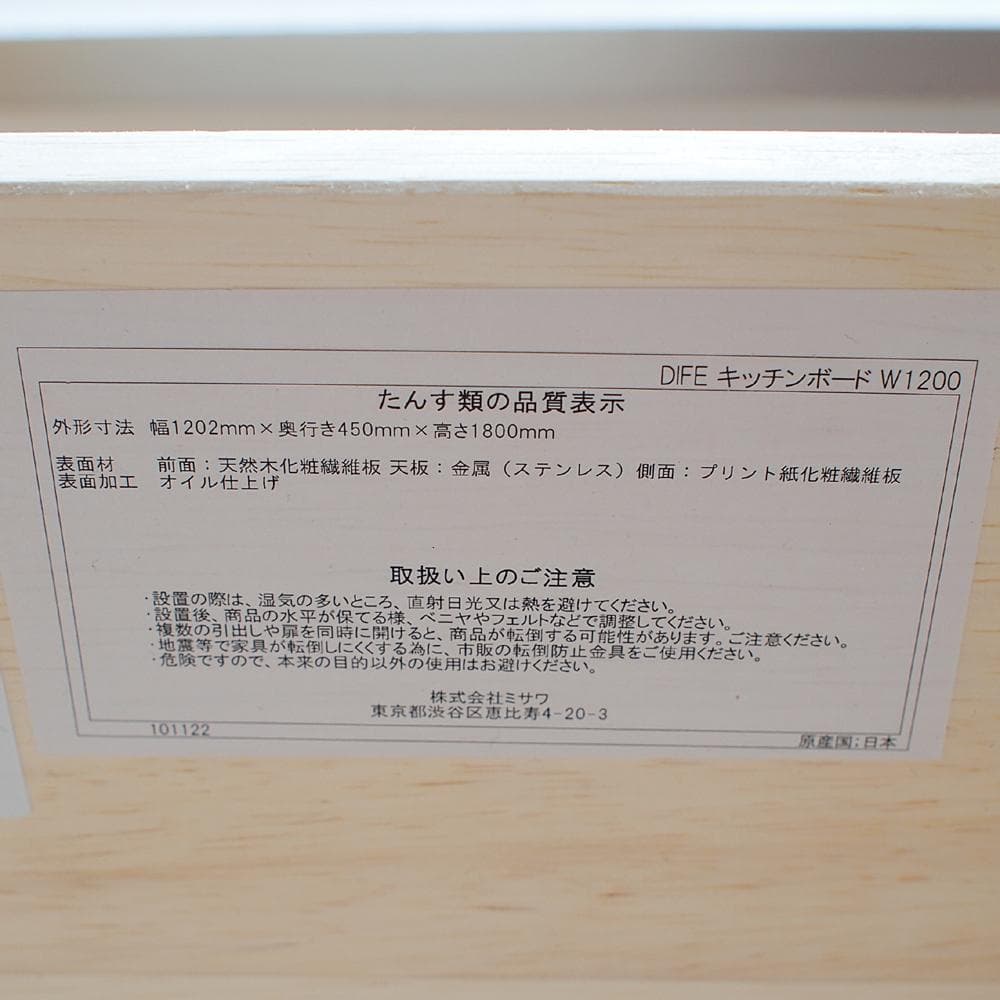 DIFE キッチンボード W1200
たんす類の品質表示
外形寸法 幅1202mm×奥行き450mm×高さ1800mm
表面材 前面：天然木化粧繊維板 天板：金属（ステンレス）側面：プリント紙化粧繊維板
表面加工 オイル仕上げ
取扱い上のご注意
・設置の際は、湿気の多いところ、直射日光又は熱を避けてください。
・設置後、商品の水平が保てる様、ベニヤやフェルトなどで調整してください。
・複数の引出しや扉を同時に開けると、商品が転倒する可能性があります。ご注意ください。
・地震等で家具が転倒しにくくする為に、市販の転倒防止金具をご使用ください。
・危険ですので、本来の目的以外の使用はお避けください。
株式会社ミサワ
東京都渋谷区恵比寿4-20-3
101122 原産国；日本